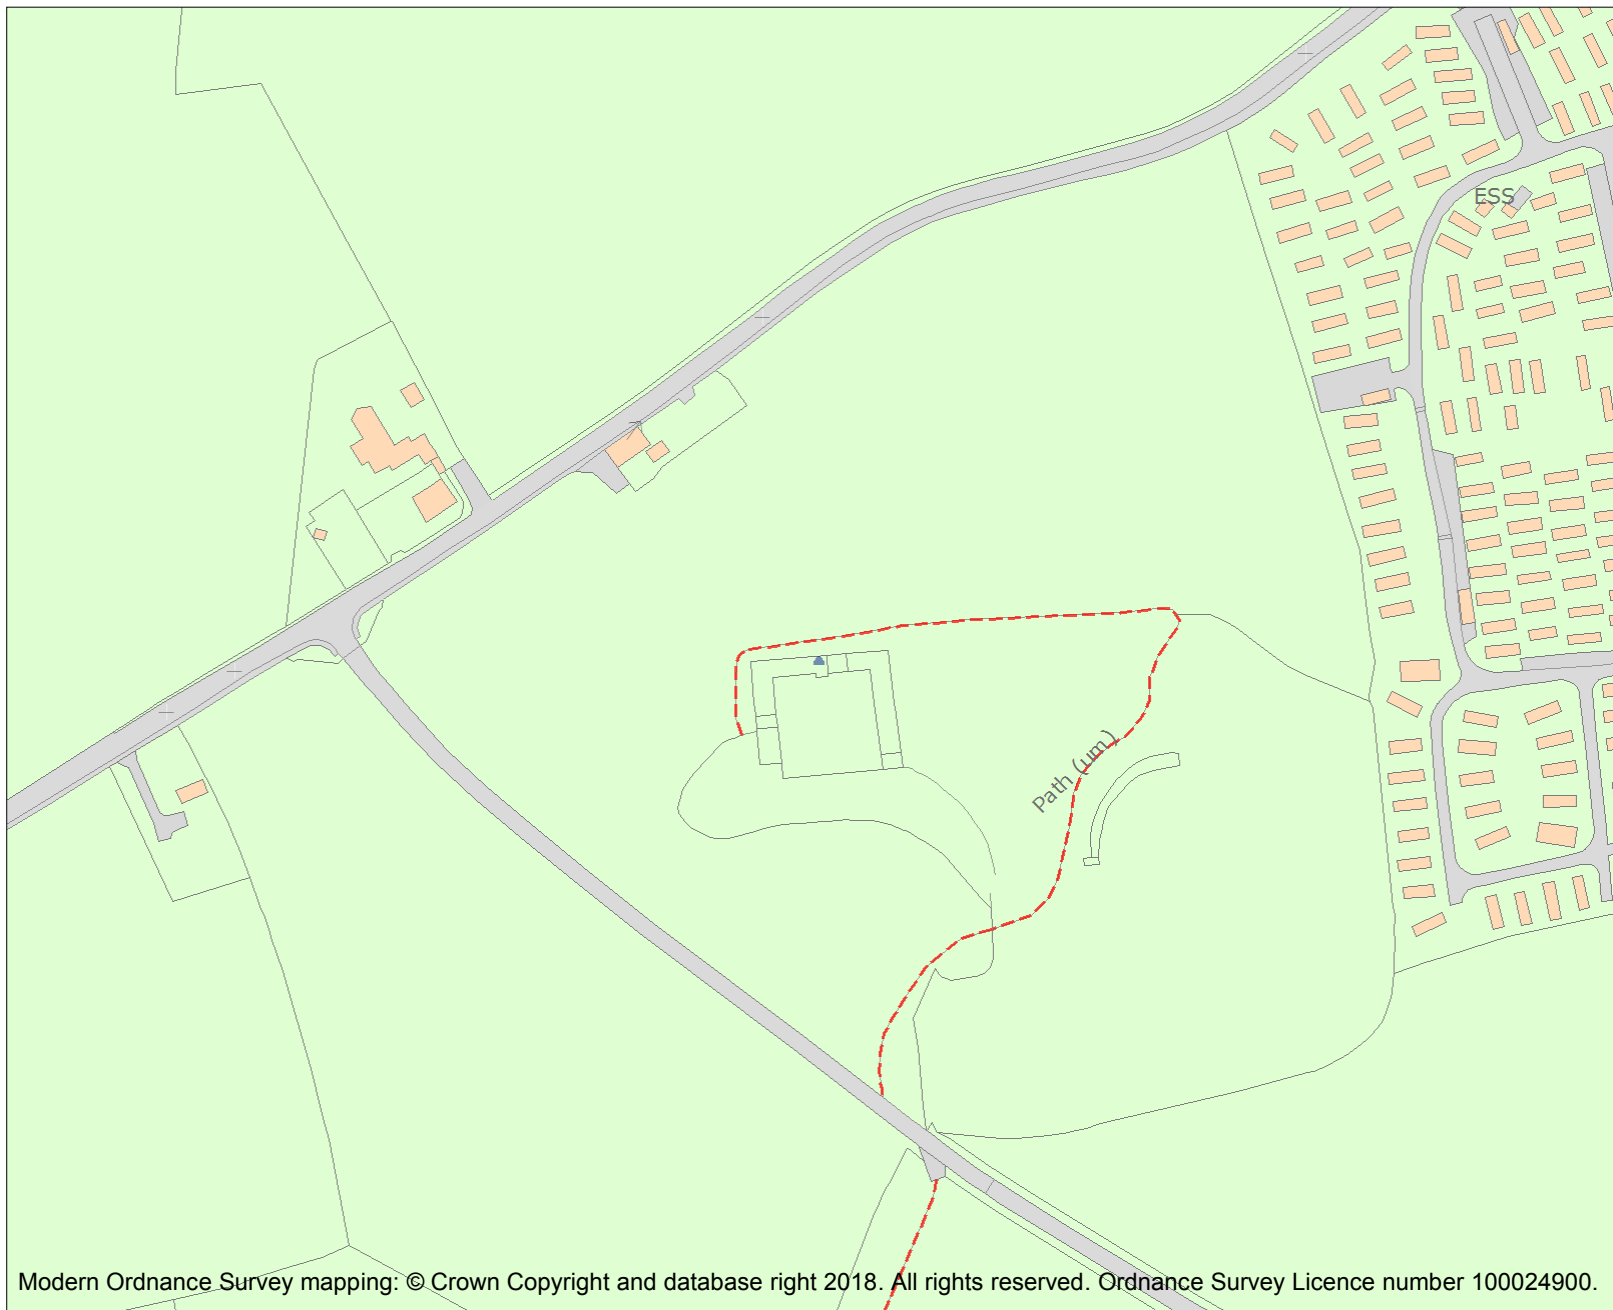 ESS
Path (um)
Modern Ordnance Survey mapping: © Crown Copyright and database right 2018. All rights reserved. Ordnance Survey Licence number 100024900.